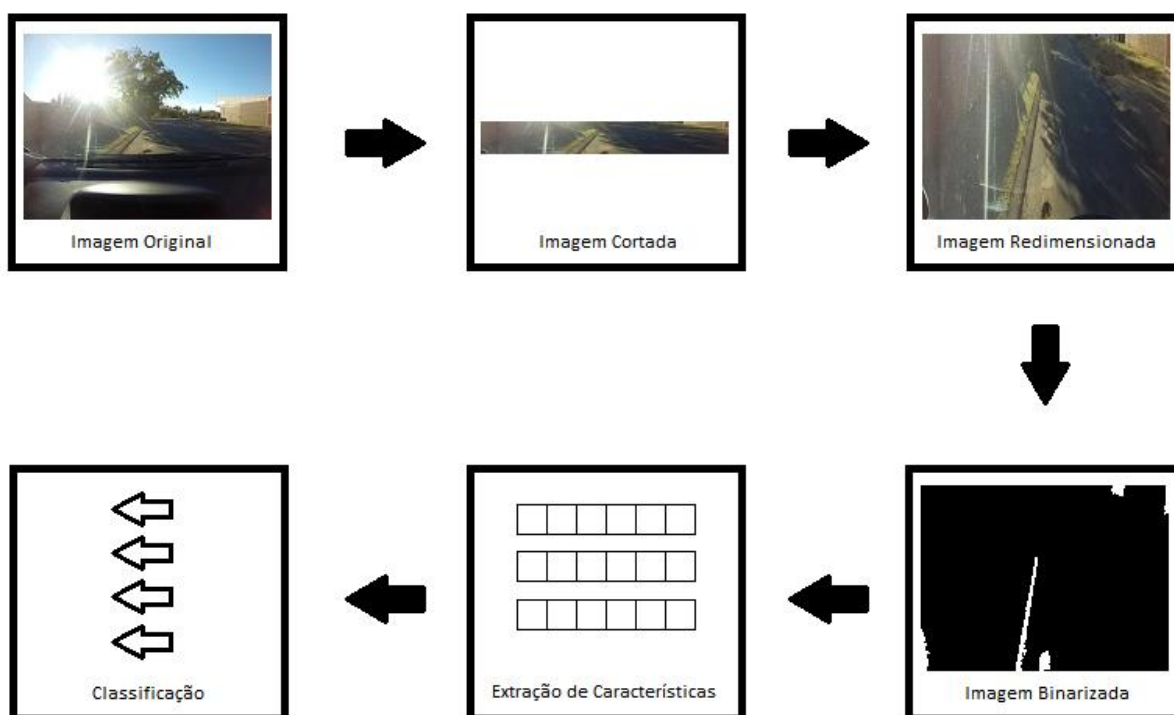 Imagem Original
Imagem Cortada
Imagem Redimensionada
Classificação
Extração de Características
Imagem Binarizada